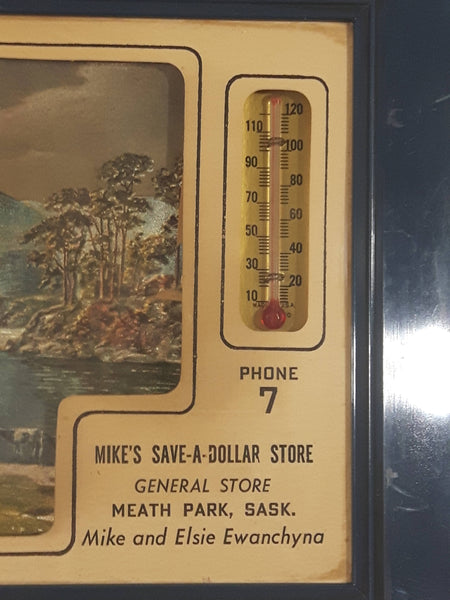 120
110
100
90
80
70
60
50
40
30
20
10
PHONE
7
MIKE'S SAVE-A-DOLLAR STORE
GENERAL STORE
MEATH PARK, SASK.
Mike and Elsie Ewanchyna